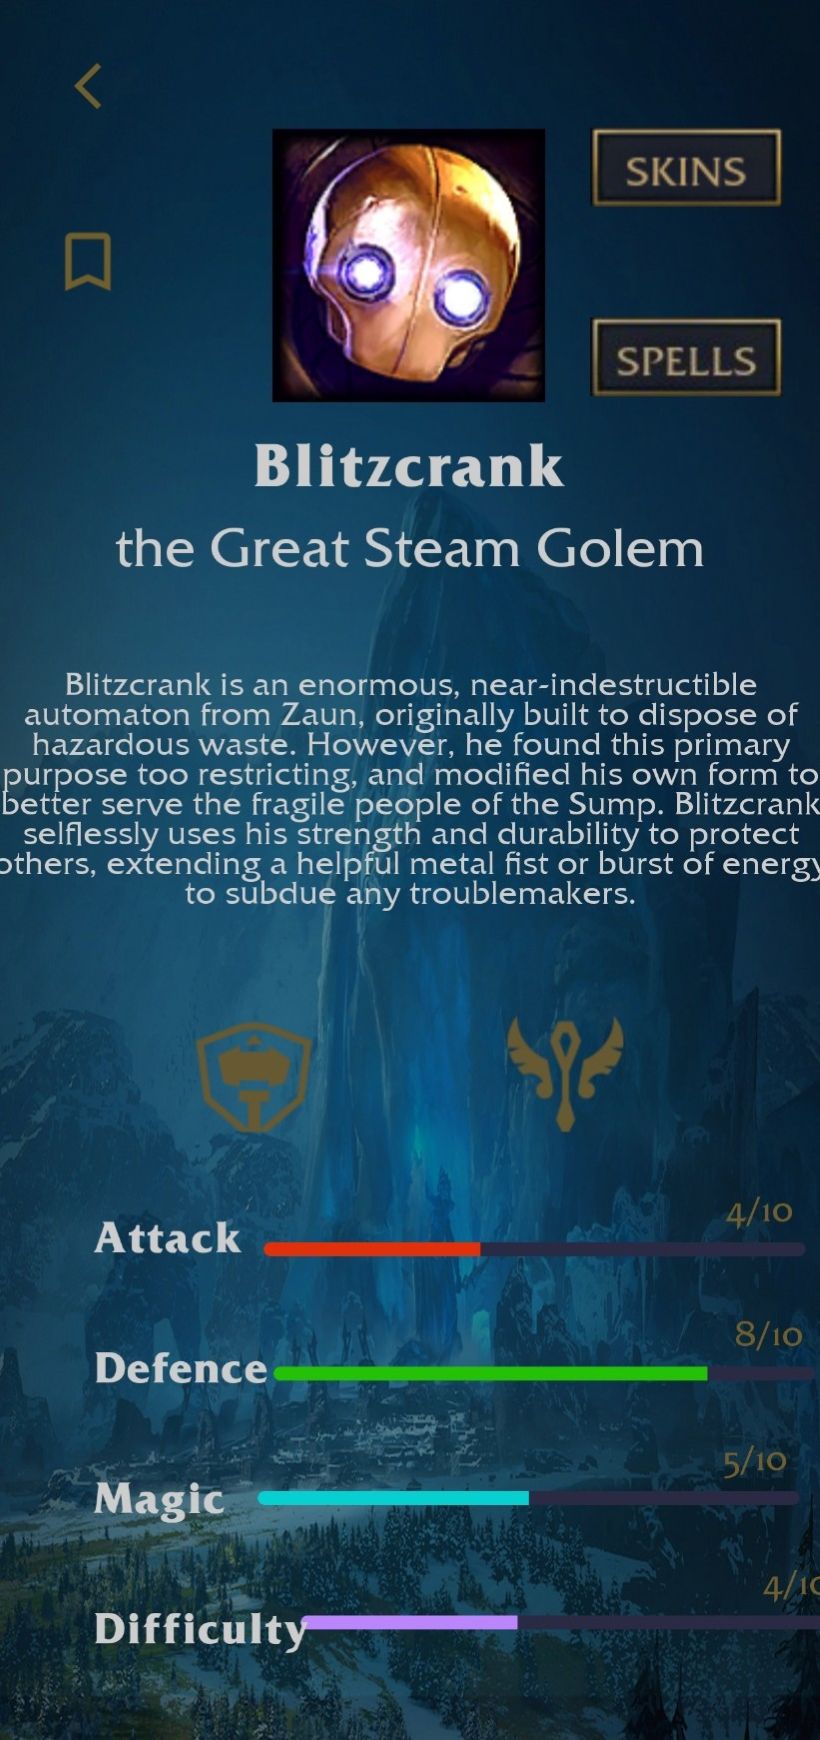 SKINS
SPELLS
Blitzcrank
the Great Steam Golem
Blitzcrank is an enormous, near-indestructible
automaton from Zaun, originally built to dispose of
hazardous waste. However, he found this primary
purpose too restricting, and modified his own form to
better serve the fragile people of the Sump. Blitzcrank
selflessly uses his strength and durability to protect
others, extending a helpful metal fist or burst of energy
to subdue any troublemakers.
4/10
Attack
8/10
Defence
5/10
Magic
4/10
Difficulty